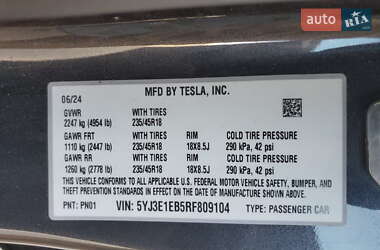 auto RIA
MFD BY TESLA, INC.
06/24
GVWR WITH TIRES
2247 kg (4954 lb) 235/45R18
GAWR FRT WITH TIRES RIM COLD TIRE PRESSURE
1110 kg (2447 lb) 235/45R18 18X8.5J 290 kPa, 42 psi
GAWR RR WITH TIRES RIM COLD TIRE PRESSURE
1260 kg (2778 lb) 235/45R18 18X8.5J 290 kPa, 42 psi
THIS VEHICLE CONFORMS TO ALL APPLICABLE
FEDERAL MOTOR VEHICLE SAFETY, BUMPER, AND
THEFT PREVENTION STANDARDS IN EFFECT
ON THE DATE OF MANUFACTURE SHOWN ABOVE.
PNT: PN01 VIN: 5YJ3E1EB5RF809104 TYPE: PASSENGER CAR